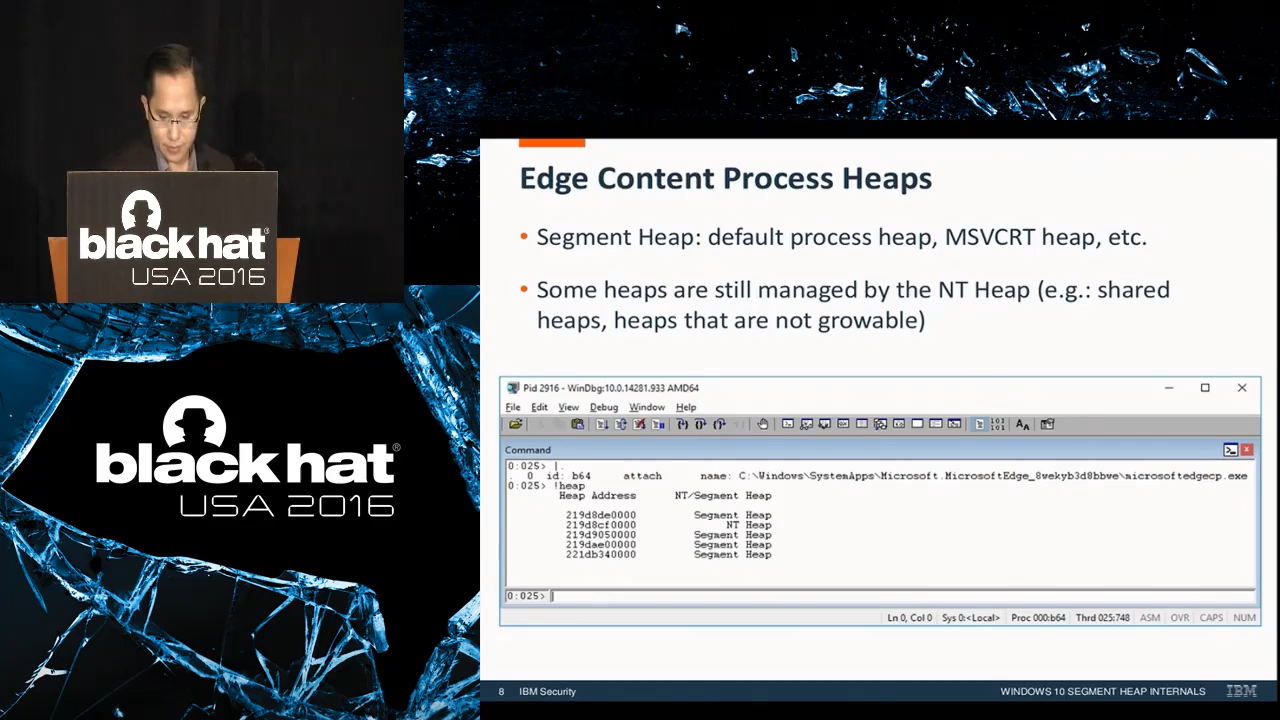 black hat®
USA 2016
black hat®
USA 2016
Edge Content Process Heaps
• Segment Heap: default process heap, MSVCRT heap, etc.
• Some heaps are still managed by the NT Heap (e.g.: shared
heaps, heaps that are not growable)
Pid 2916 - WinDbg:10.0.14281.933 AMD64
File Edit View Debug Window Help
Command
0:025> |.
. 0 id: b64 attach name: C:\Windows\SystemApps\Microsoft.MicrosoftEdge_8wekyb3d8bbwe\microsoftedgecp.exe
0:025> !heap
Heap Address NT/Segment Heap
219d8de0000 Segment Heap
219d8cf0000 NT Heap
219d9050000 Segment Heap
219dae00000 Segment Heap
221db340000 Segment Heap
0:025>
Ln 0, Col 0 Sys 0:<Local> Proc 000:b64 Thrd 025:748 ASM OVR CAPS NUM
8 IBM Security WINDOWS 10 SEGMENT HEAP INTERNALS IBM